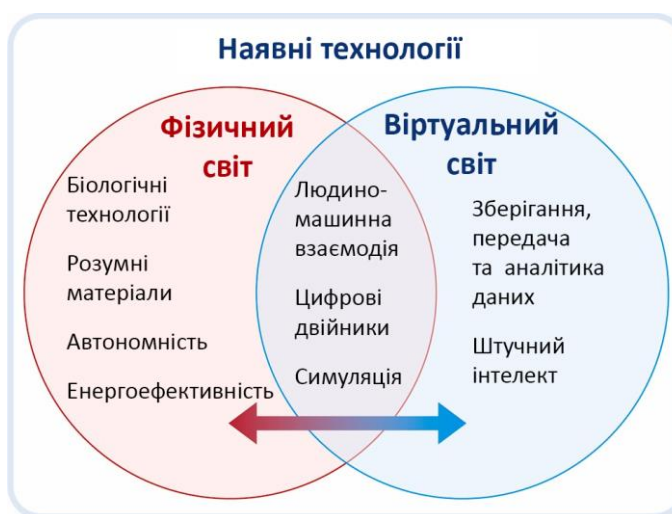 Наявні технології
Фізичний
світ
Біологічні
технології
Розумні
матеріали
Автономність
Енергоефективність
Людино-
машинна
взаємодія
Цифрові
двійники
Симуляція
Віртуальний
світ
Зберігання,
передача
та аналітика
даних
Штучний
інтелект